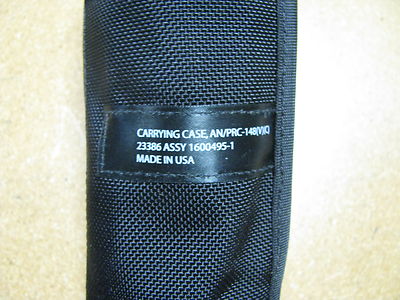 CARRYING CASE, AN/PRC-148(V)(C)
23386 ASSY 1600495-1
MADE IN USA